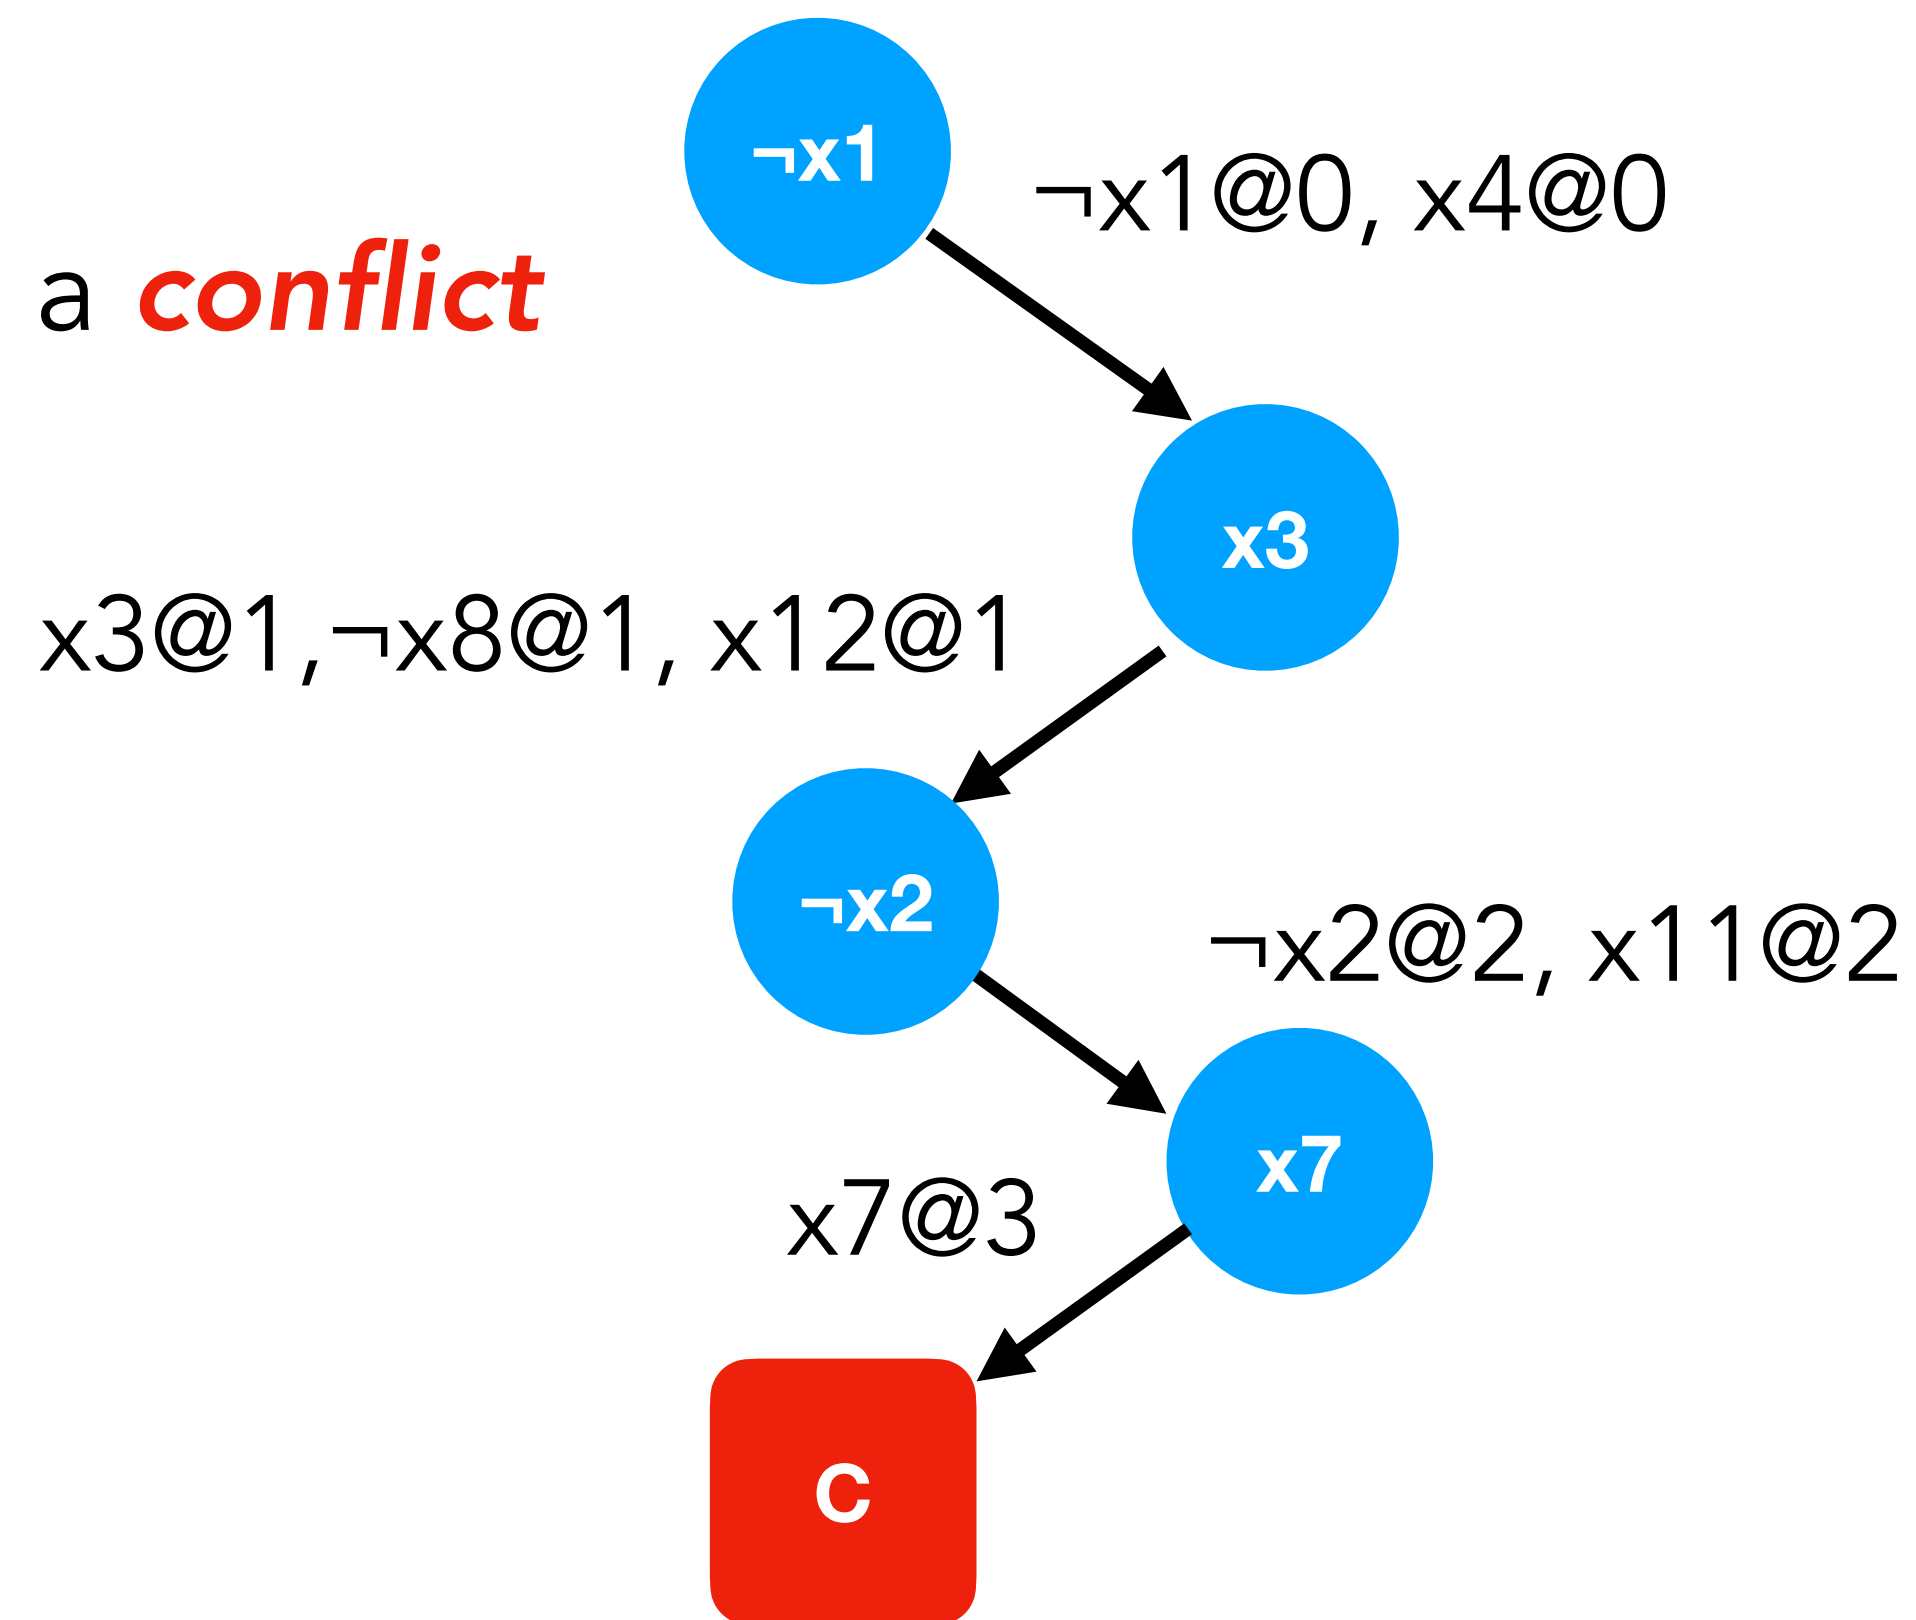 ¬x1
¬x1@0, x4@0
a conflict
x3
x3@1,¬x8@1, x12@1
¬x2
¬x2@2, x11@2
x7
x7@3
C